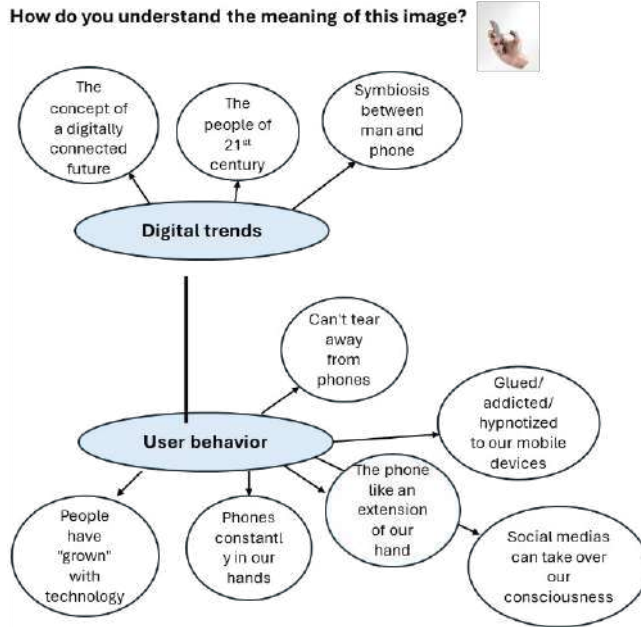 How do you understand the meaning of this image?
The
concept of
a digitally
connected
future
The
people of
21st
century
Symbiosis
between
man and
phone
Digital trends
Can't tear
away
from
phones
Glued/
addicted/
hypnotized
to our mobile
devices
User behavior
People
have
"grown"
with
technology
Phones
constantl
y in our
hands
The phone
like an
extension
of our
hand
Social medias
can take over
our
consciousness